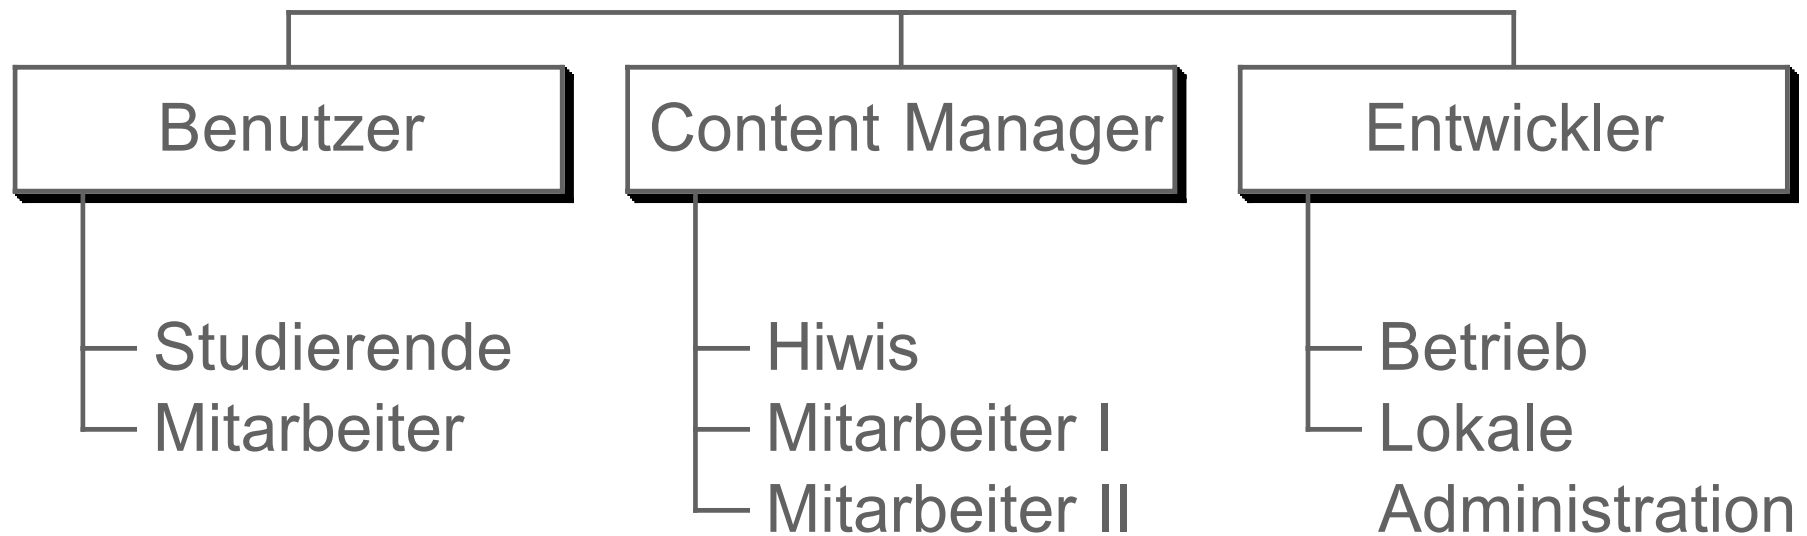 Benutzer
Content Manager
Entwickler
Studierende
Mitarbeiter
Hiwis
Mitarbeiter I
Mitarbeiter II
Betrieb
Lokale
Administration